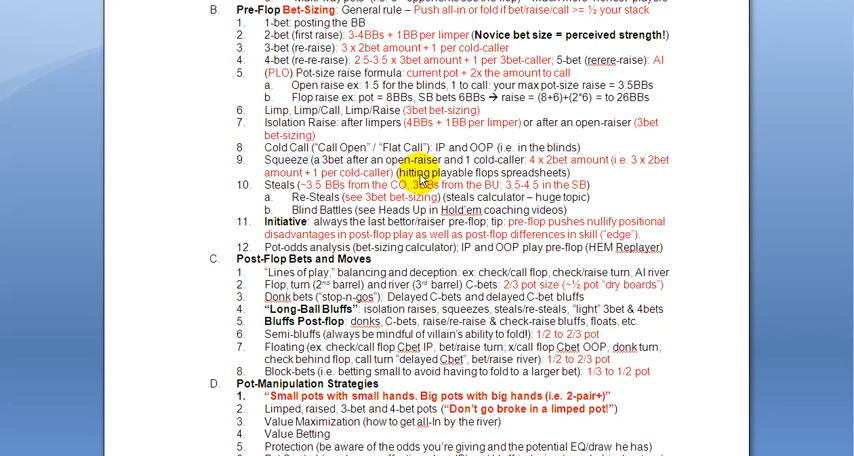 B. Pre-Flop Bet-Sizing: General rule – Push all-in or fold if bet/raise/call >= ½ your stack
1. 1-bet: posting the BB
2. 2-bet (first raise): 3-4BBs + 1BB per limper (Novice bet size = perceived strength!)
3. 3-bet (re-raise): 3 x 2bet amount + 1 per cold-caller
4. 4-bet (re-re-raise): 2.5-3.5 x 3bet amount + 1 per 3bet-caller; 5-bet (rerere-raise): AI
5. (PLO) Pot-size raise formula: current pot + 2x the amount to call
a. Open raise ex: 1.5 for the blinds, 1 to call: your max pot-size raise = 3.5BBs
b. Flop raise ex: pot = 8BBs, SB bets 6BBs → raise = (8+6)+(2*6) = to 26BBs
6. Limp, Limp/Call, Limp/Raise (3bet bet-sizing)
7. Isolation Raise: after limpers (4BBs + 1BB per limper) or after an open-raiser (3bet
bet-sizing)
8. Cold Call ("Call Open" / "Flat Call"): IP and OOP (i.e. in the blinds)
9. Squeeze (a 3bet after an open-raiser and 1 cold-caller: 4 x 2bet amount (i.e. 3 x 2bet
amount + 1 per cold-caller) (hitting playable flops spreadsheets)
10. Steals (~3.5 BBs from the CO, 3BBs from the BU; 3.5-4.5 in the SB)
a. Re-Steals (see 3bet bet-sizing) (steals calculator – huge topic)
b. Blind Battles (see Heads Up in Hold'em coaching videos)
11. Initiative: always the last bettor/raiser pre-flop; tip: pre-flop pushes nullify positional
disadvantages in post-flop play as well as post-flop differences in skill ("edge").
12. Pot-odds analysis (bet-sizing calculator); IP and OOP play pre-flop (HEM Replayer)
C. Post-Flop Bets and Moves
1. "Lines of play," balancing and deception: ex: check/call flop, check/raise turn, AI river
2. Flop, turn (2nd barrel) and river (3rd barrel) C-bets: 2/3 pot size (~½ pot "dry boards")
3. Donk bets ("stop-n-gos"); Delayed C-bets and delayed C-bet bluffs
4. "Long-Ball Bluffs": isolation raises, squeezes, steals/re-steals, "light" 3bet & 4bets
5. Bluffs Post-flop: donks, C-bets, raise/re-raise & check-raise bluffs, floats, etc.
6. Semi-bluffs (always be mindful of villain's ability to fold!): 1/2 to 2/3 pot
7. Floating (ex: check/call flop Cbet IP, bet/raise turn; x/call flop Cbet OOP, donk turn;
check behind flop, call turn "delayed Cbet", bet/raise river): 1/2 to 2/3 pot
8. Block-bets (i.e. betting small to avoid having to fold to a larger bet): 1/3 to 1/2 pot
D. Pot-Manipulation Strategies
1. "Small pots with small hands. Big pots with big hands (i.e. 2-pair+)"
2. Limped, raised, 3-bet and 4-bet pots ("Don't go broke in a limped pot!")
3. Value Maximization (how to get all-In by the river)
4. Value Betting
5. Protection (be aware of the odds you're giving and the potential EQ/draw he has)